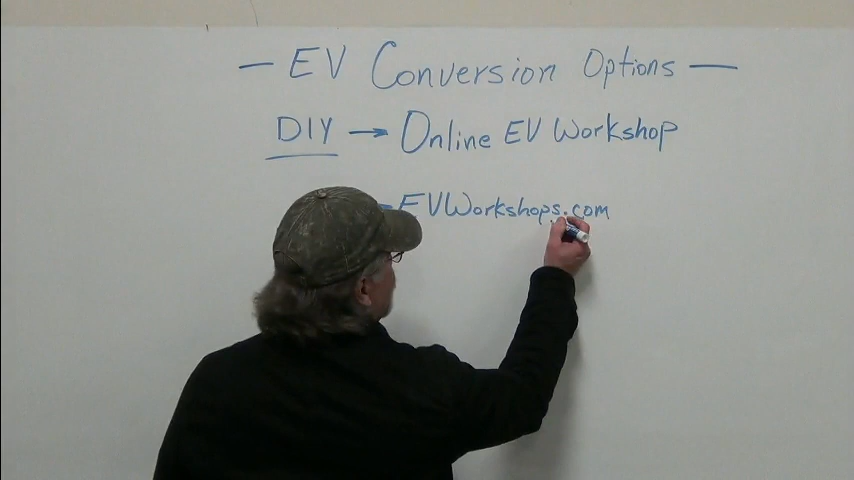 — EV Conversion Options —
DIY → Online EV Workshop
EVWorkshops.com